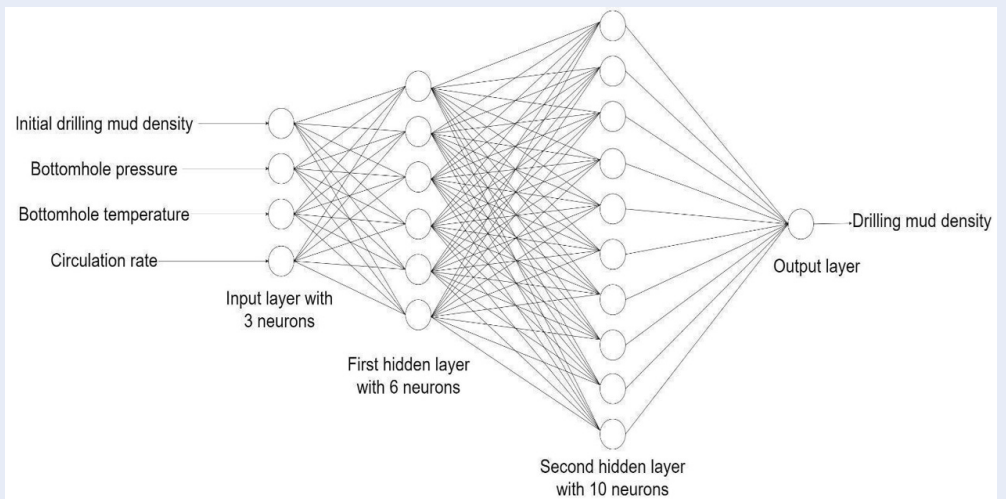 Initial drilling mud density
Bottomhole pressure
Bottomhole temperature
Circulation rate
Input layer with
3 neurons
First hidden layer
with 6 neurons
Second hidden layer
with 10 neurons
Drilling mud density
Output layer